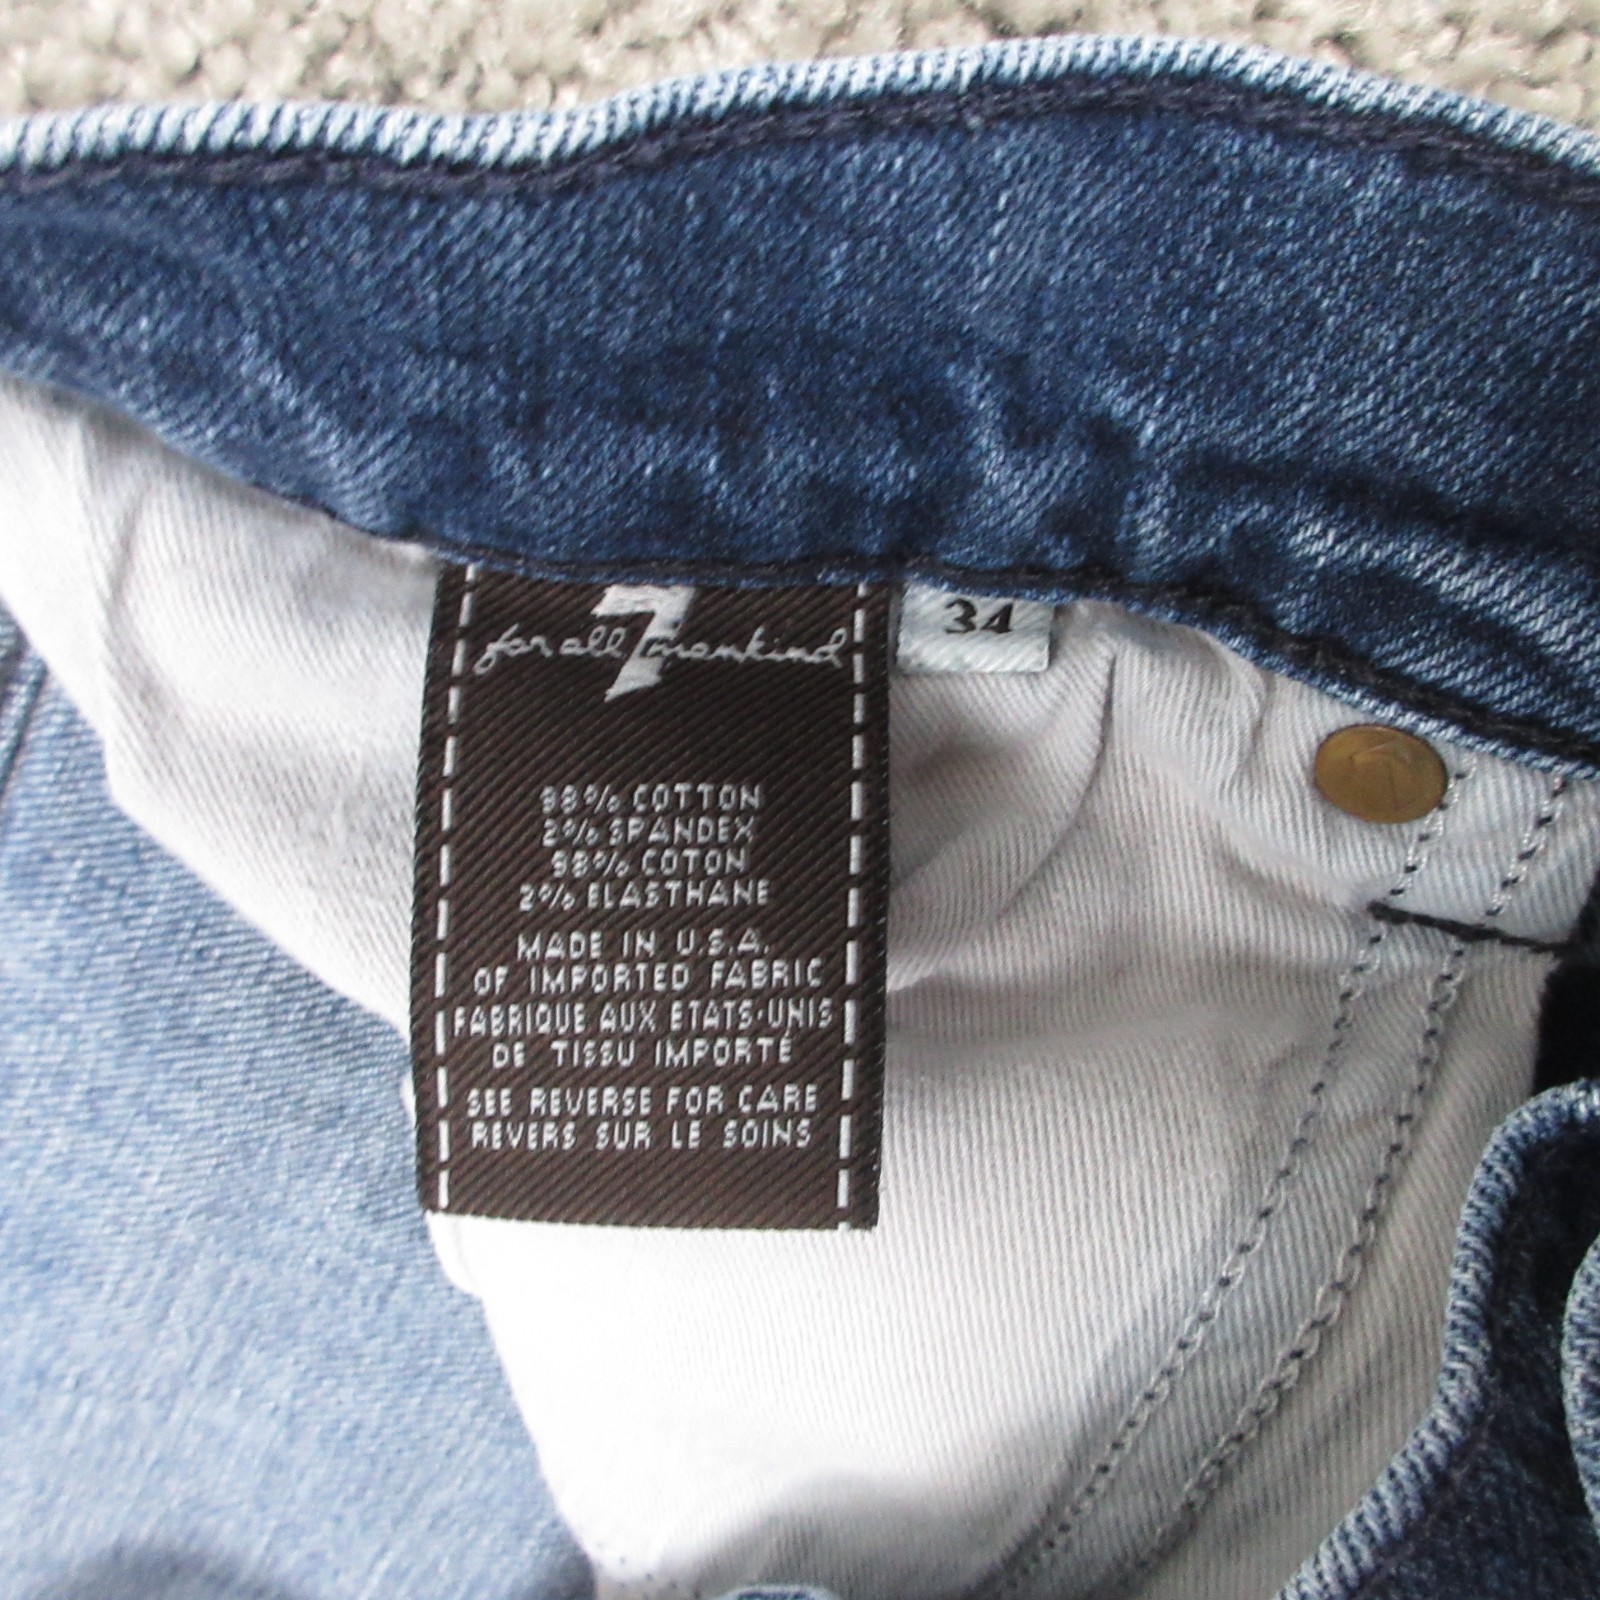 7
for all mankind
34
98% COTTON
2% SPANDEX
98% COTON
2% ELASTHANE
MADE IN U.S.A.
OF IMPORTED FABRIC
FABRIQUE AUX ETATS-UNIS
DE TISSU IMPORTÉ
SEE REVERSE FOR CARE
REVERS SUR LE SOINS